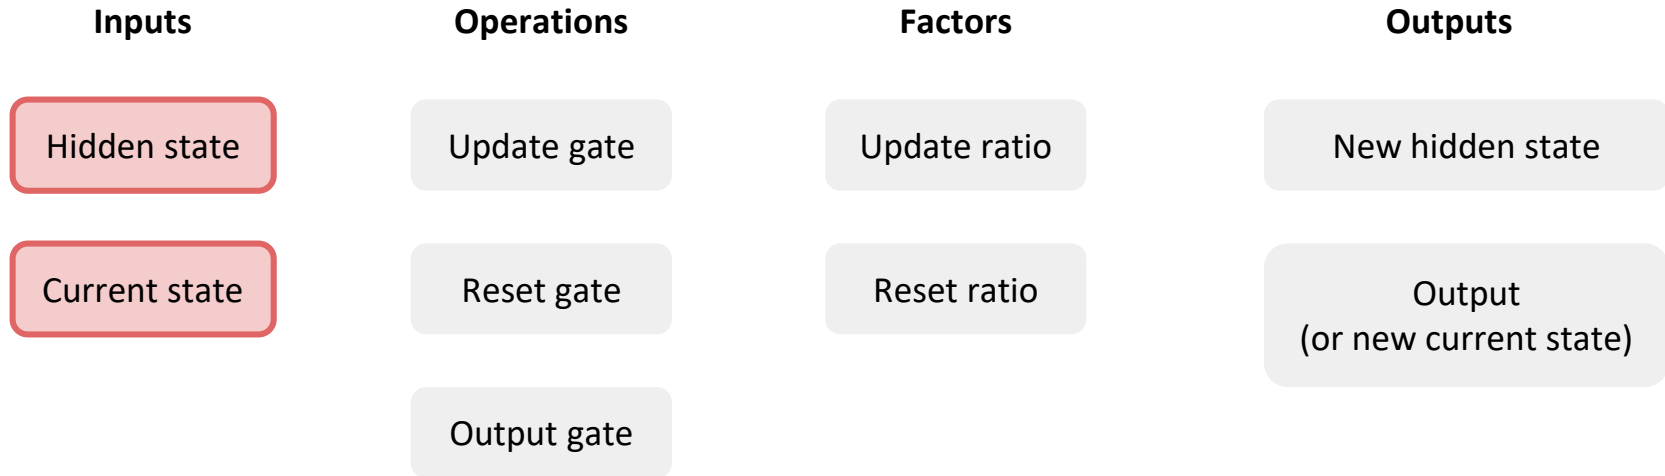 Inputs
Operations
Factors
Outputs
Hidden state
Update gate
Update ratio
New hidden state
Current state
Reset gate
Reset ratio
Output
(or new current state)
Output gate